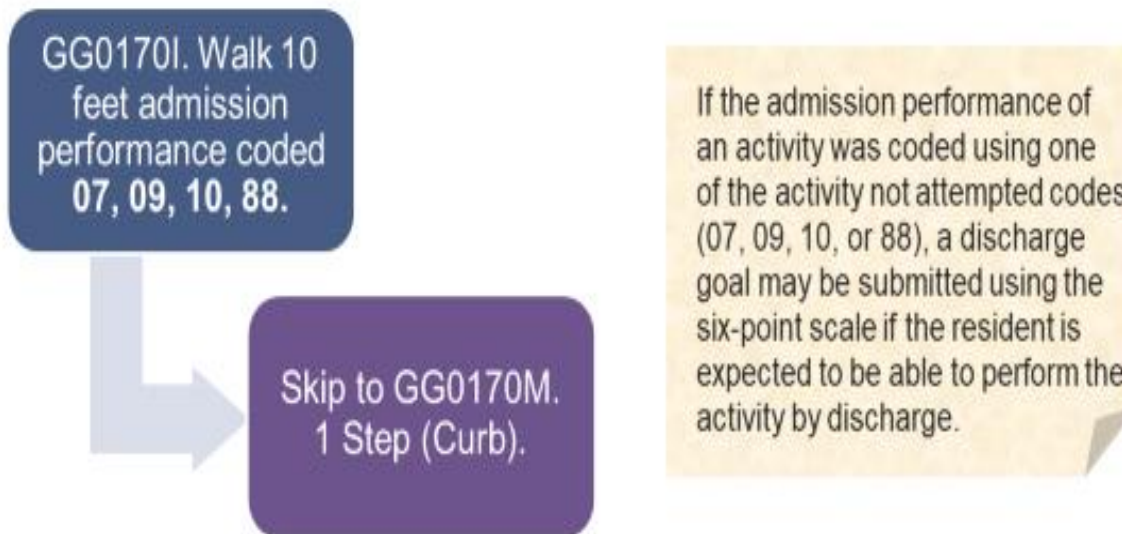 GG0170I. Walk 10
feet admission
performance coded
07, 09, 10, 88.
Skip to GG0170M.
1 Step (Curb).
If the admission performance of
an activity was coded using one
of the activity not attempted codes
(07, 09, 10, or 88), a discharge
goal may be submitted using the
six-point scale if the resident is
expected to be able to perform the
activity by discharge.